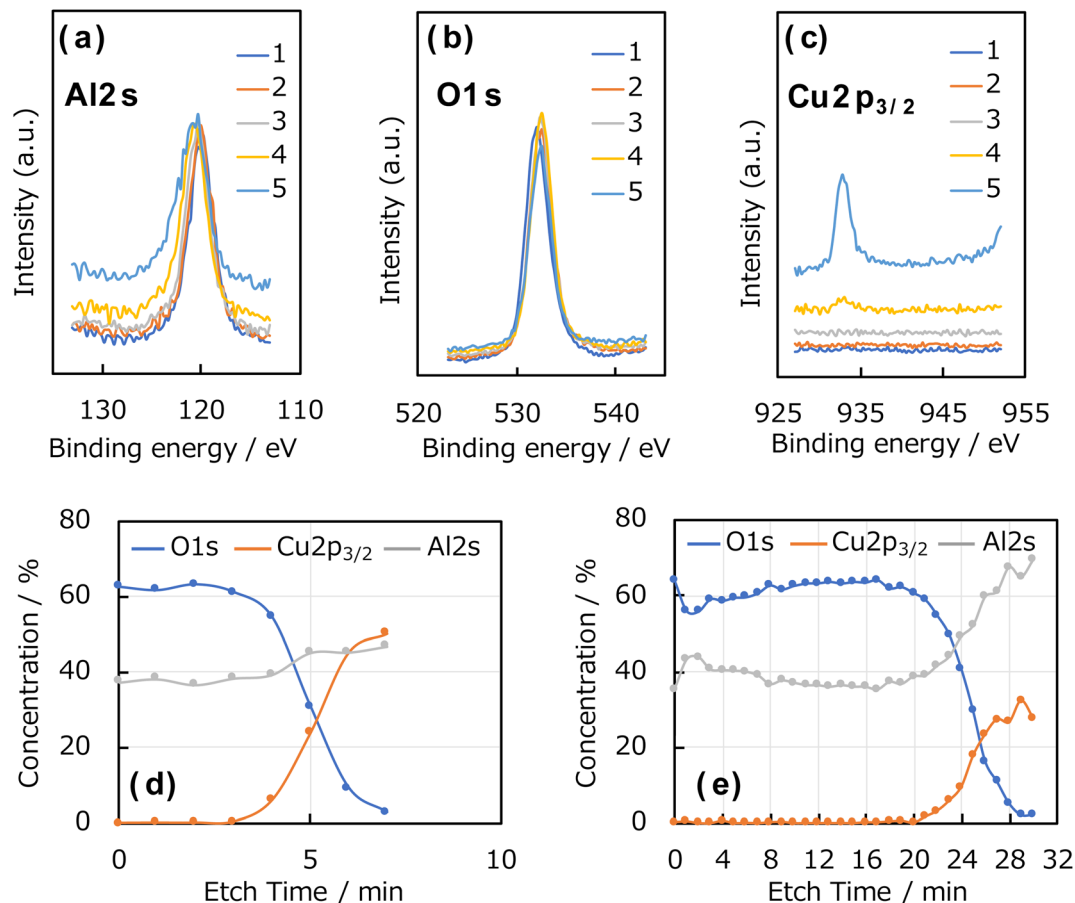 (a)
Al2s
1
2
3
4
5
Intensity (a.u.)
130 120 110
Binding energy / eV
(b)
O1s
1
2
3
4
5
Intensity (a.u.)
520 530 540
Binding energy / eV
(c)
Cu2p3/2
1
2
3
4
5
Intensity (a.u.)
925 935 945 955
Binding energy / eV
80
60
40
20
0
Concentration / %
O1s Cu2p3/2 Al2s
(d)
0 5 10
Etch Time / min
80
60
40
20
0
Concentration / %
O1s Cu2p3/2 Al2s
(e)
0 4 8 12 16 20 24 28 32
Etch Time / min